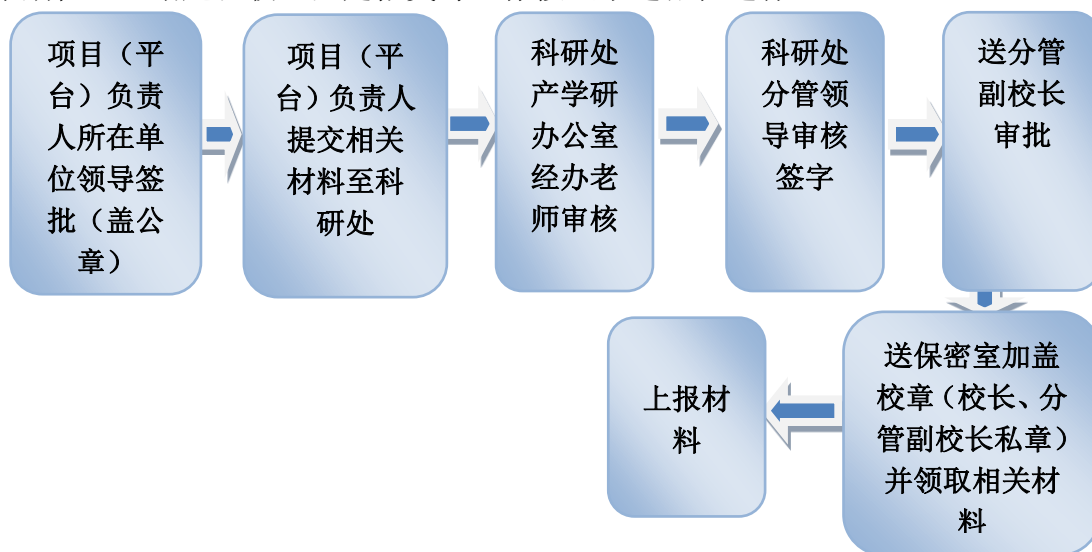 项目（平
台）负责
人所在单
位领导签
批（盖公
章）
项目（平
台）负责人
提交相关
材料至科
研处
科研处
产学研
办公室
经办老
师审核
科研处
分管领
导审核
签字
送分管
副校长
审批
送保密室加盖
校章（校长、分
管副校长私章）
并领取相关材
料
上报材
料